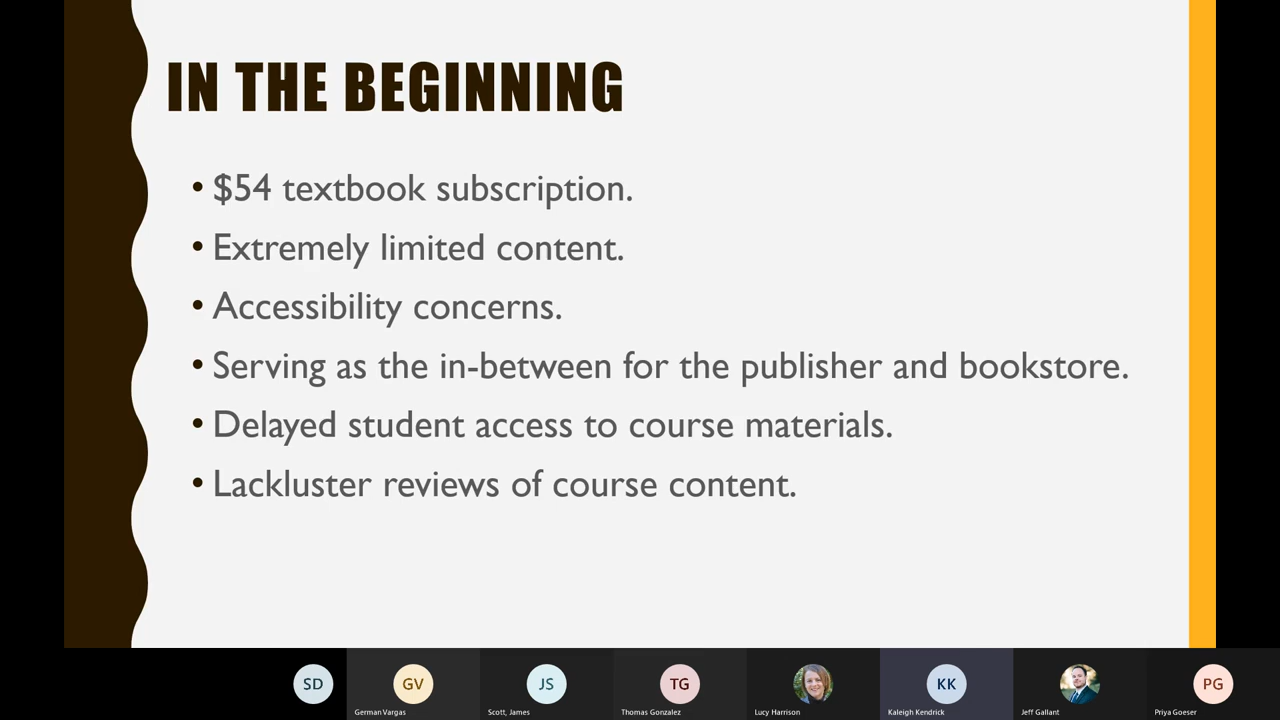 IN THE BEGINNING
• $54 textbook subscription.
• Extremely limited content.
• Accessibility concerns.
• Serving as the in-between for the publisher and bookstore.
• Delayed student access to course materials.
• Lackluster reviews of course content.
SD
GV
JS
TG
KK
PG
German Vargas
Scott, James
Thomas Gonzalez
Lucy Harrison
Kaleigh Kendrick
Jeff Gallant
Priya Goeser